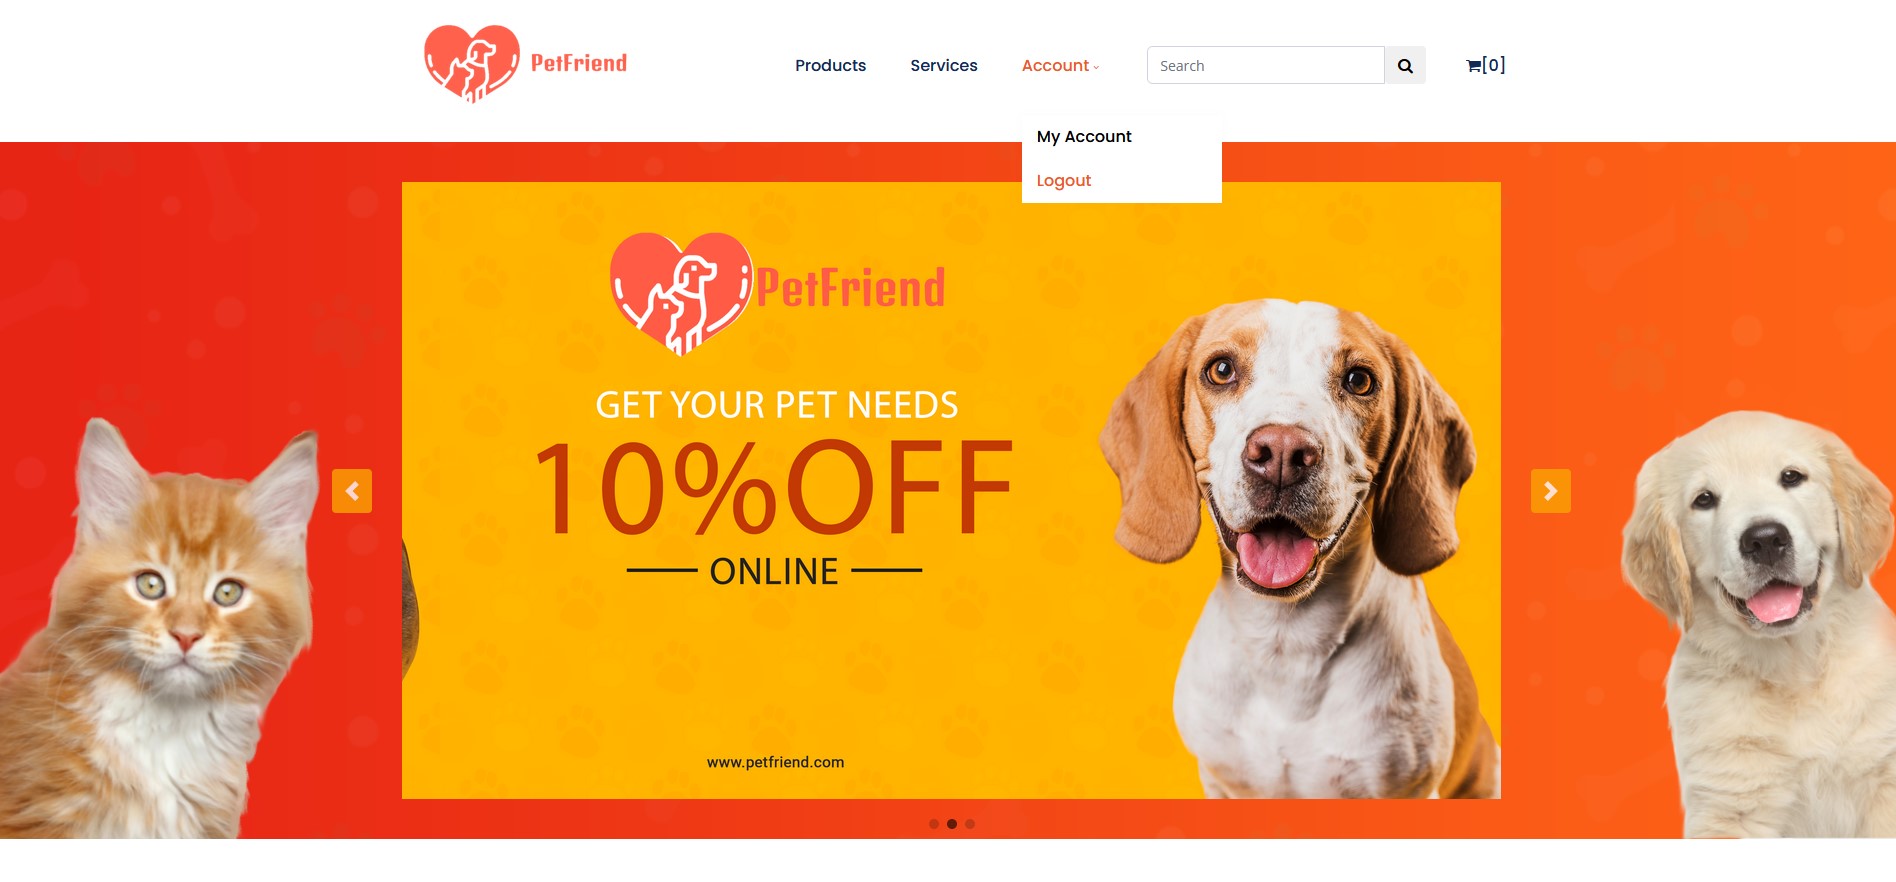 PetFriend
Products
Services
Account
Search
[0]
My Account
Logout
PetFriend
GET YOUR PET NEEDS
10%OFF
ONLINE
www.petfriend.com